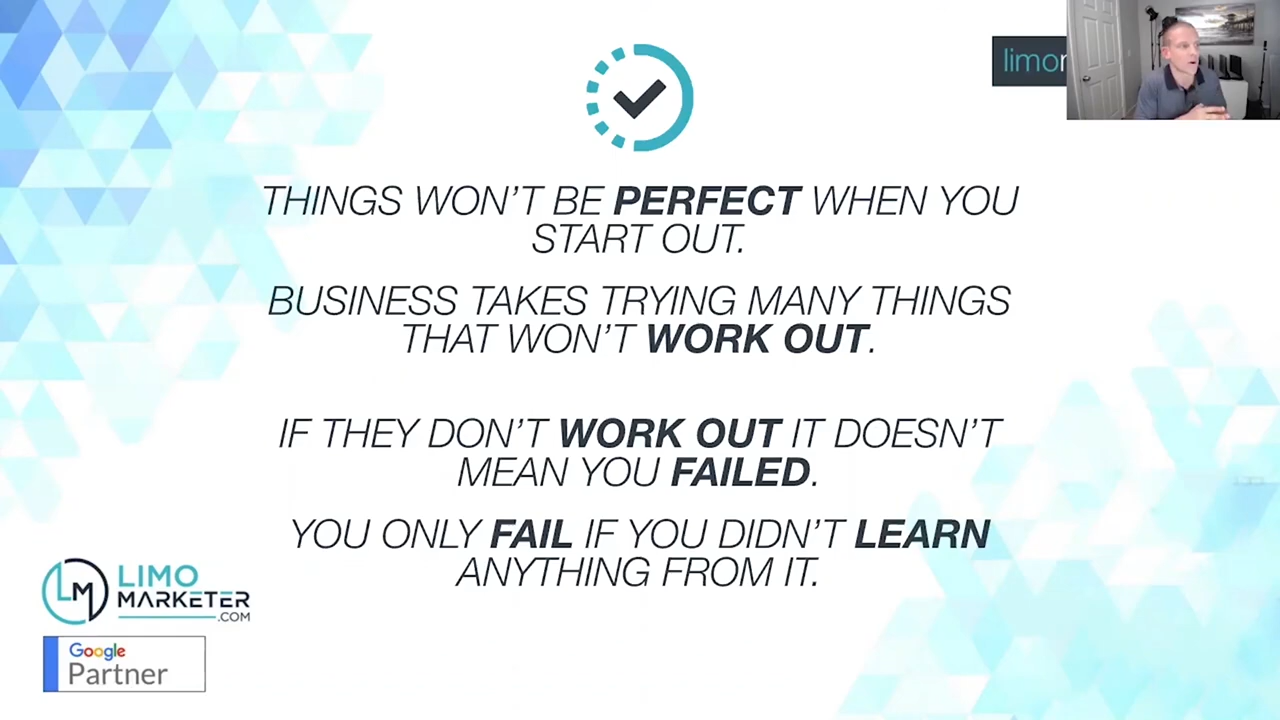 limo
THINGS WON'T BE PERFECT WHEN YOU
START OUT.
BUSINESS TAKES TRYING MANY THINGS
THAT WON'T WORK OUT.
IF THEY DON'T WORK OUT IT DOESN'T
MEAN YOU FAILED.
YOU ONLY FAIL IF YOU DIDN'T LEARN
ANYTHING FROM IT.
LM
LIMO
MARKETER
.COM
Google
Partner